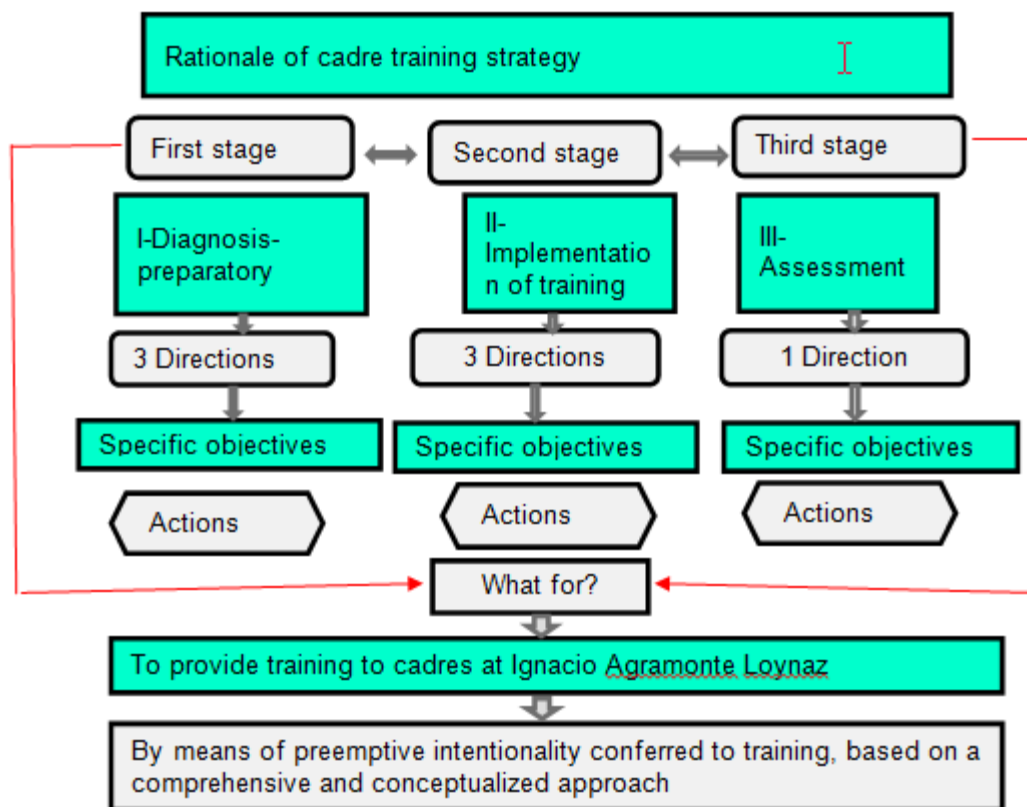 Rationale of cadre training strategy
First stage
Second stage
Third stage
I-Diagnosis-
preparatory
II-
Implementatio
n of training
III-
Assessment
3 Directions
3 Directions
1 Direction
Specific objectives
Specific objectives
Specific objectives
Actions
Actions
Actions
What for?
To provide training to cadres at Ignacio Agramonte Loynaz
By means of preemptive intentionality conferred to training, based on a
comprehensive and conceptualized approach